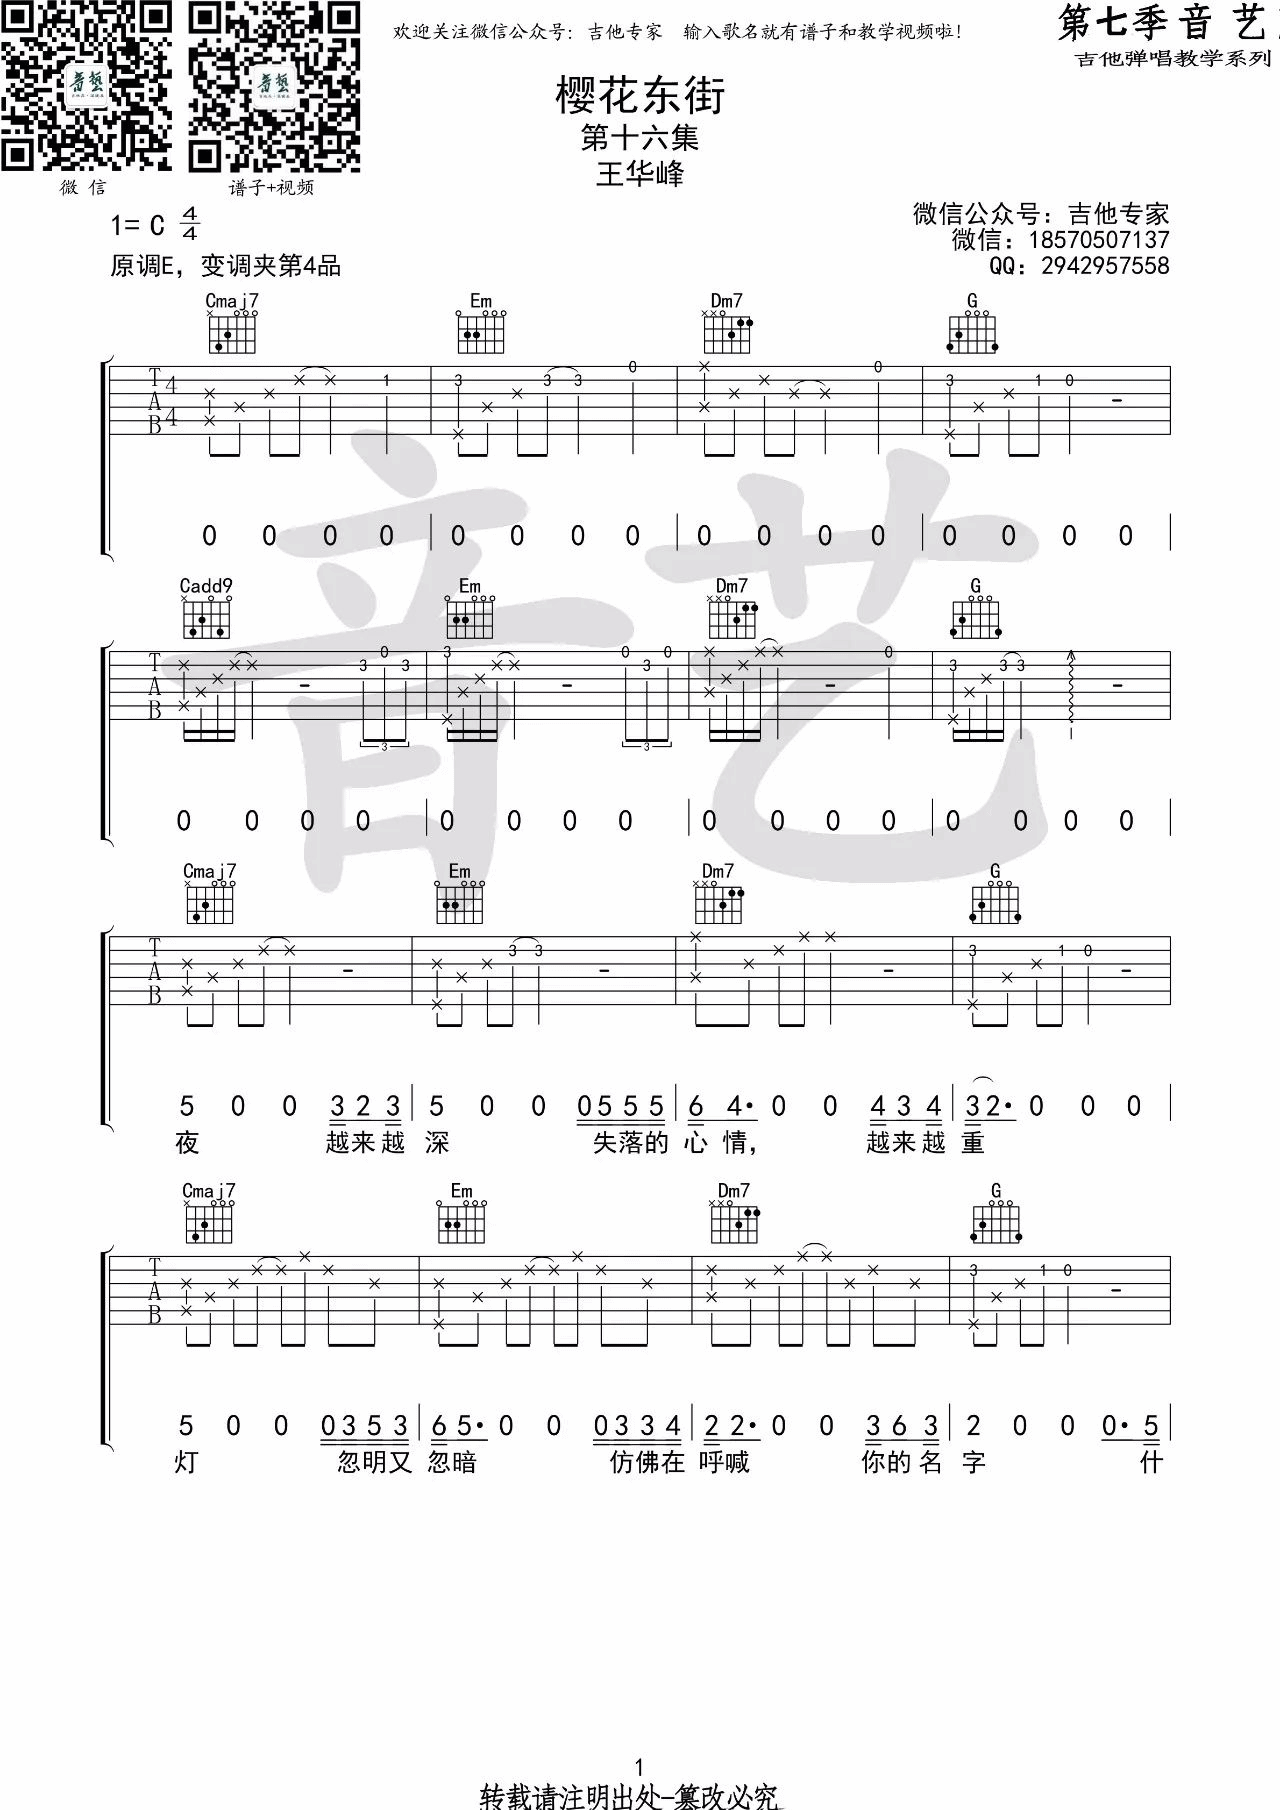 欢迎关注微信公众号：吉他专家　输入歌名就有谱子和教学视频啦!
第七季音 艺
吉他弹唱教学系列
微 信
谱子+视频
樱花东街
第十六集
王华峰
1= C 4/4
原调E，变调夹第4品
微信公众号：吉他专家
微信：18570507137
QQ：2942957558
Cmaj7 Em Dm7 G
0 0 0 0 | 0 0 0 0 | 0 0 0 0 | 0 0 0 0 |
Cadd9 Em Dm7 G
0 0 0 0 | 0 0 0 0 | 0 0 0 0 | 0 0 0 0 |
Cmaj7 Em Dm7 G
5 0 0 3 2 3 | 5 0 0 0 5 5 5 | 6 4· 0 0 4 3 4 | 3 2· 0 0 0 |
夜 越来越 深 失落的 心 情， 越来越 重
Cmaj7 Em Dm7 G
5 0 0 0 3 5 3 | 6 5· 0 0 0 3 3 4 | 2 2· 0 0 3 6 3 | 2 0 0 0· 5 |
灯 忽明又 忽暗 仿佛在 呼喊 你的名 字 什
音艺
1
转载请注明出处-篡改必究